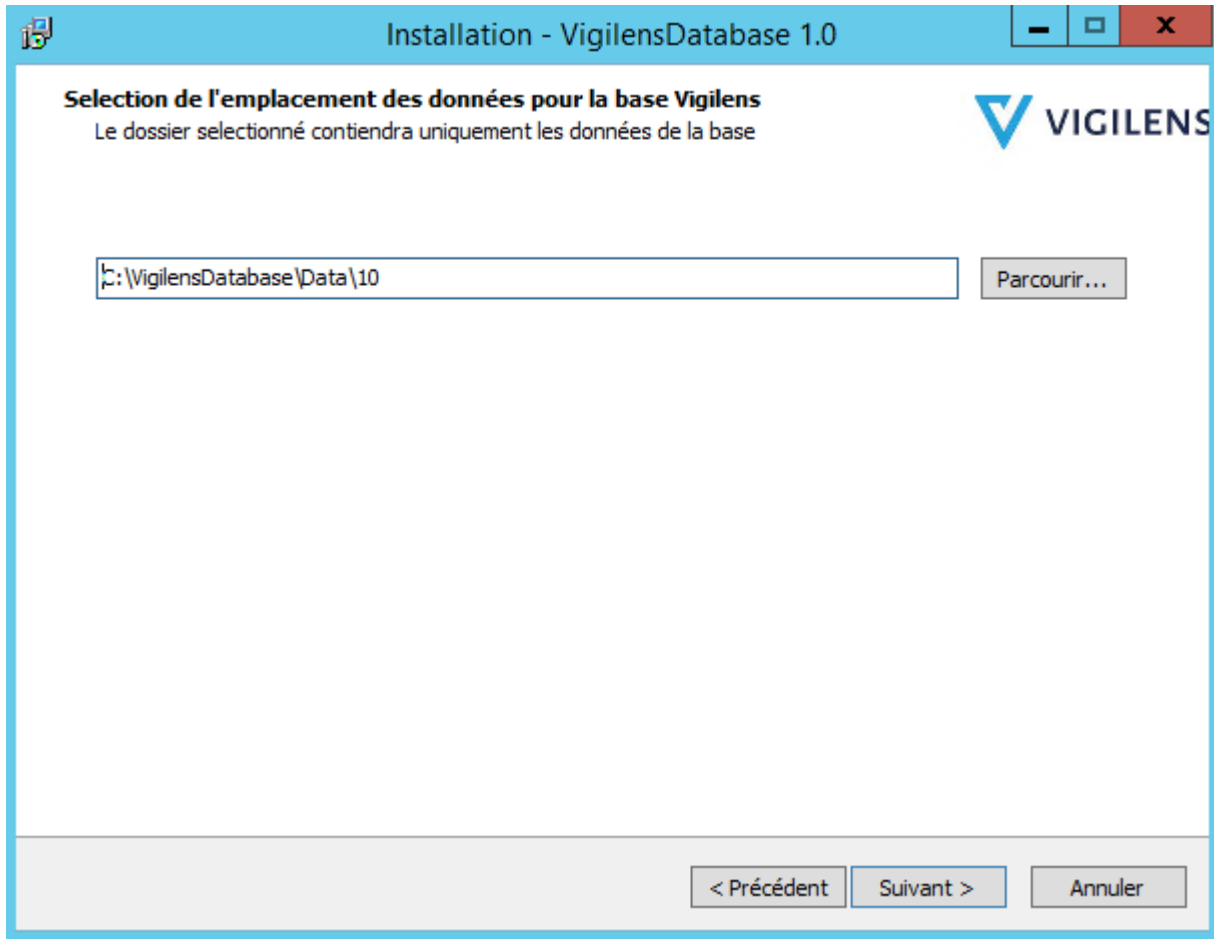 Installation - VigilensDatabase 1.0
Selection de l'emplacement des données pour la base Vigilens
Le dossier selectionné contiendra uniquement les données de la base
VIGILENS
C:\VigilensDatabase\Data\10
Parcourir...
< Précédent
Suivant >
Annuler